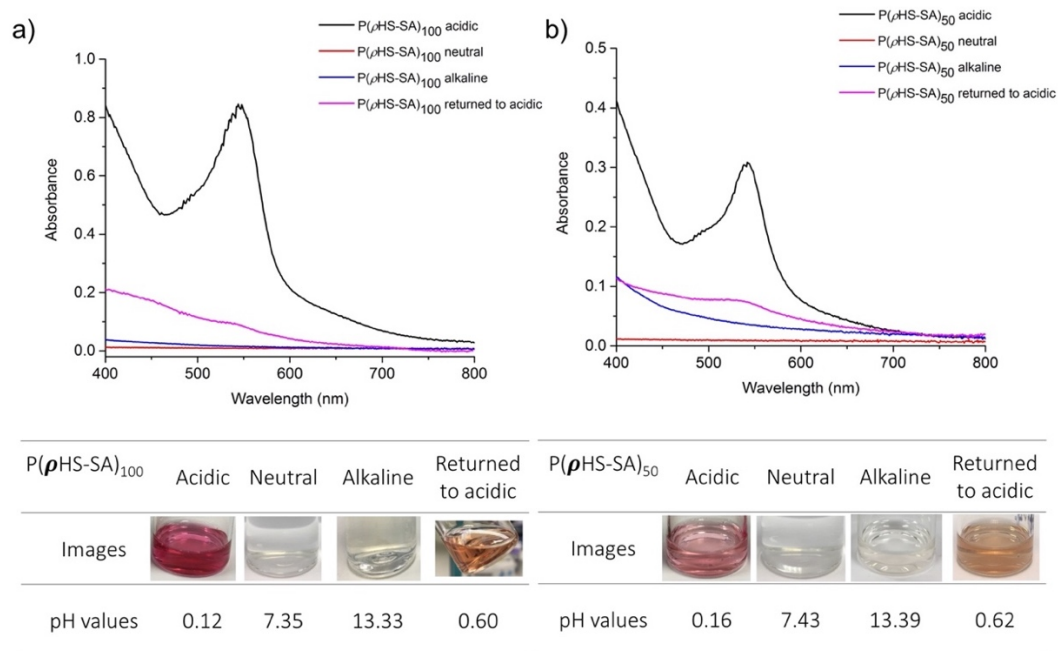 a)
P(ρHS-SA)100 acidic
P(ρHS-SA)100 neutral
P(ρHS-SA)100 alkaline
P(ρHS-SA)100 returned to acidic
1.0
0.8
0.6
0.4
0.2
0.0
Absorbance
400 500 600 700 800
Wavelength (nm)
b)
P(ρHS-SA)50 acidic
P(ρHS-SA)50 neutral
P(ρHS-SA)50 alkaline
P(ρHS-SA)50 returned to acidic
0.5
0.4
0.3
0.2
0.1
0.0
Absorbance
400 500 600 700 800
Wavelength (nm)
P(ρHS-SA)100 Acidic Neutral Alkaline Returned
to acidic
Images
pH values 0.12 7.35 13.33 0.60
P(ρHS-SA)50 Acidic Neutral Alkaline Returned
to acidic
Images
pH values 0.16 7.43 13.39 0.62